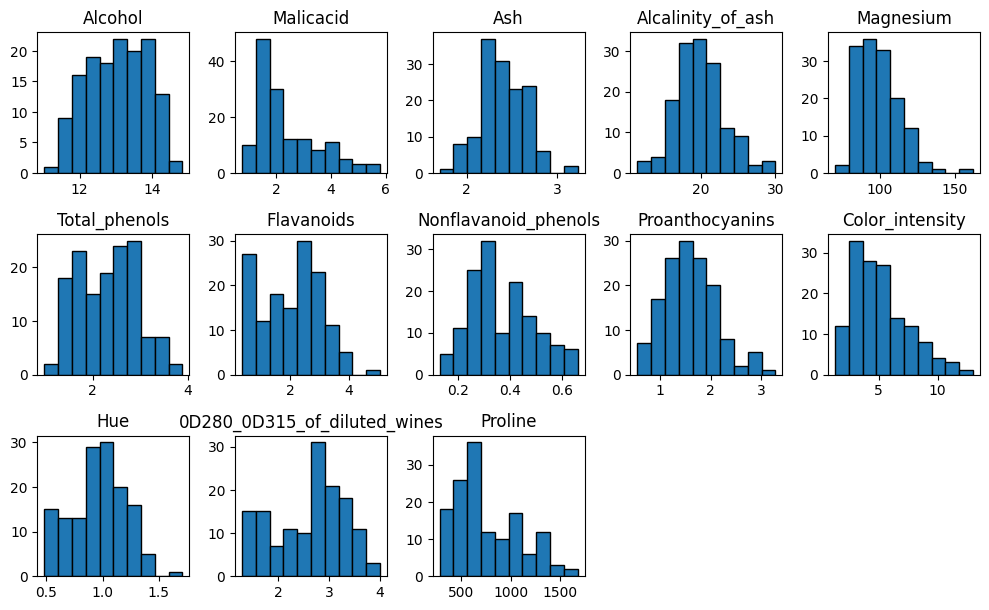 Alcohol Malicacid Ash Alcalinity_of_ash Magnesium
20 15 10 5 0 40 20 0 30 20 10 0 30 20 10 0 30 20 10 0
12 14 2 4 6 2 3 20 30 100 150
Total_phenols Flavanoids Nonflavanoid_phenols Proanthocyanins Color_intensity
20 10 0 30 20 10 0 30 20 10 0 30 20 10 0 30 20 10 0
2 4 2 4 0.2 0.4 0.6 1 2 3 5 10
Hue 0D280_0D315_of_diluted_wines Proline
30 20 10 0 30 20 10 0 30 20 10 0
0.5 1.0 1.5 2 3 4 500 1000 1500